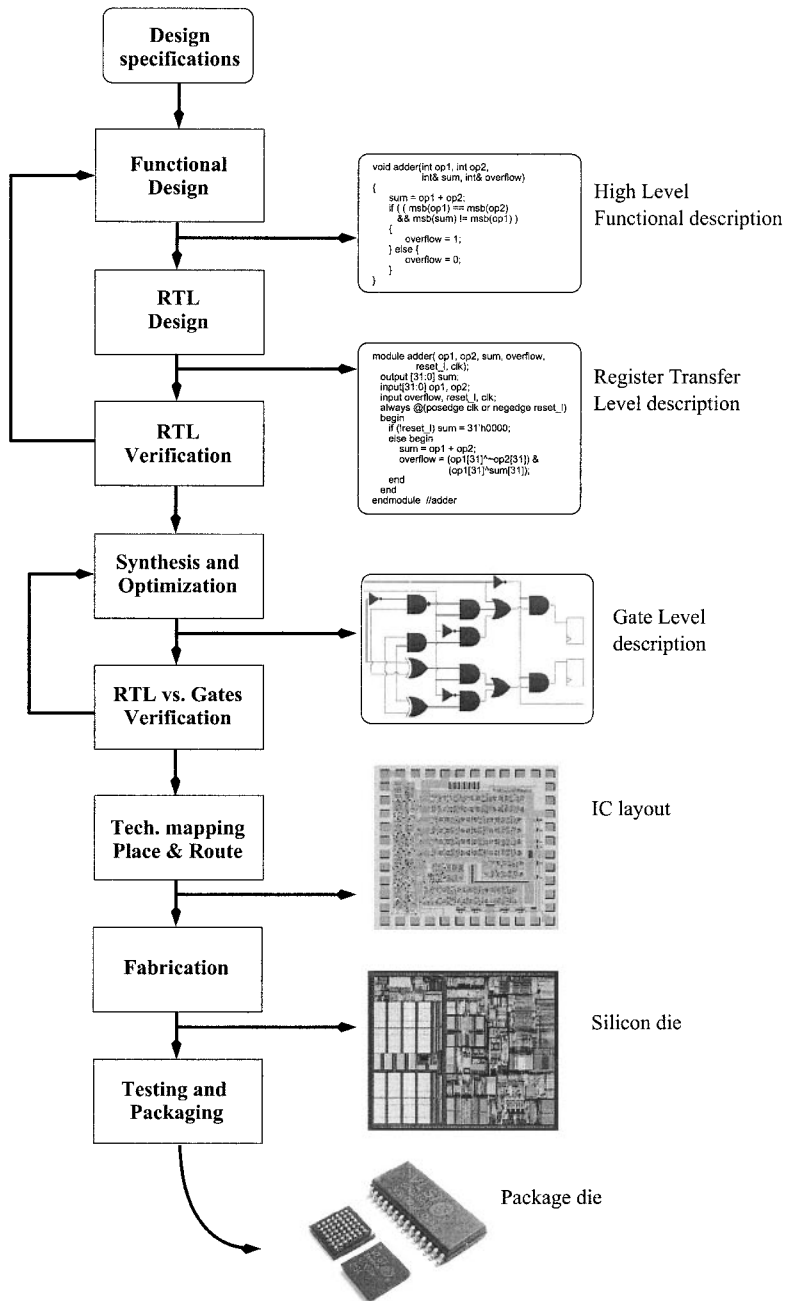 Design
specifications
Functional
Design
void adder(int op1, int op2,
int& sum, int& overflow)
{
sum = op1 + op2;
if ( ( msb(op1) == msb(op2)
&& msb(sum) != msb(op1) )
{
overflow = 1;
} else {
overflow = 0;
}
}
High Level
Functional description
RTL
Design
module adder( op1, op2, sum, overflow,
reset_l, clk);
output [31:0] sum;
input[31:0] op1, op2;
input overflow, reset_l, clk;
always @(posedge clk or negedge reset_l)
begin
if (!reset_l) sum = 31'h0000;
else begin
sum = op1 + op2;
overflow = (op1[31]^~op2[31]) &
(op1[31]^sum[31]);
end
end
endmodule //adder
Register Transfer
Level description
RTL
Verification
Synthesis and
Optimization
Gate Level
description
RTL vs. Gates
Verification
Tech. mapping
Place & Route
IC layout
Fabrication
Silicon die
Testing and
Packaging
Package die